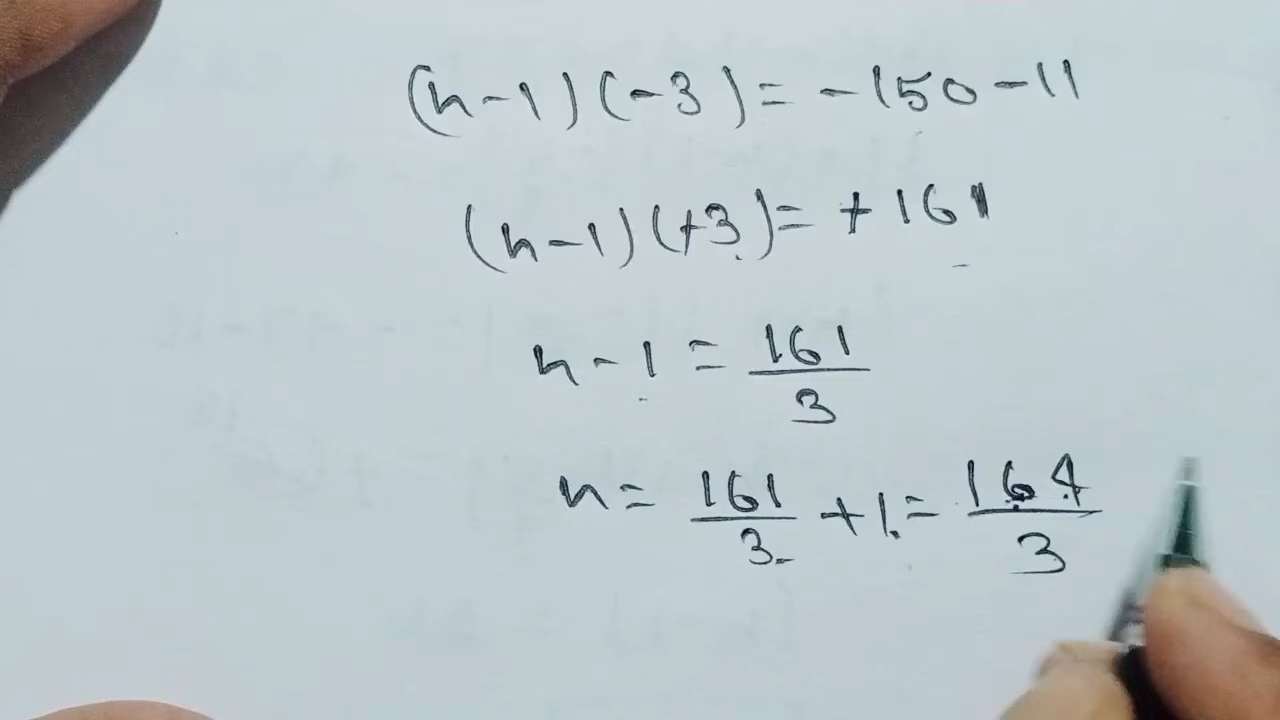 (n-1)(-3) = -150-11
(n-1)(+3) = +161
n-1 = 161/3
n = 161/3 + 1 = 164/3